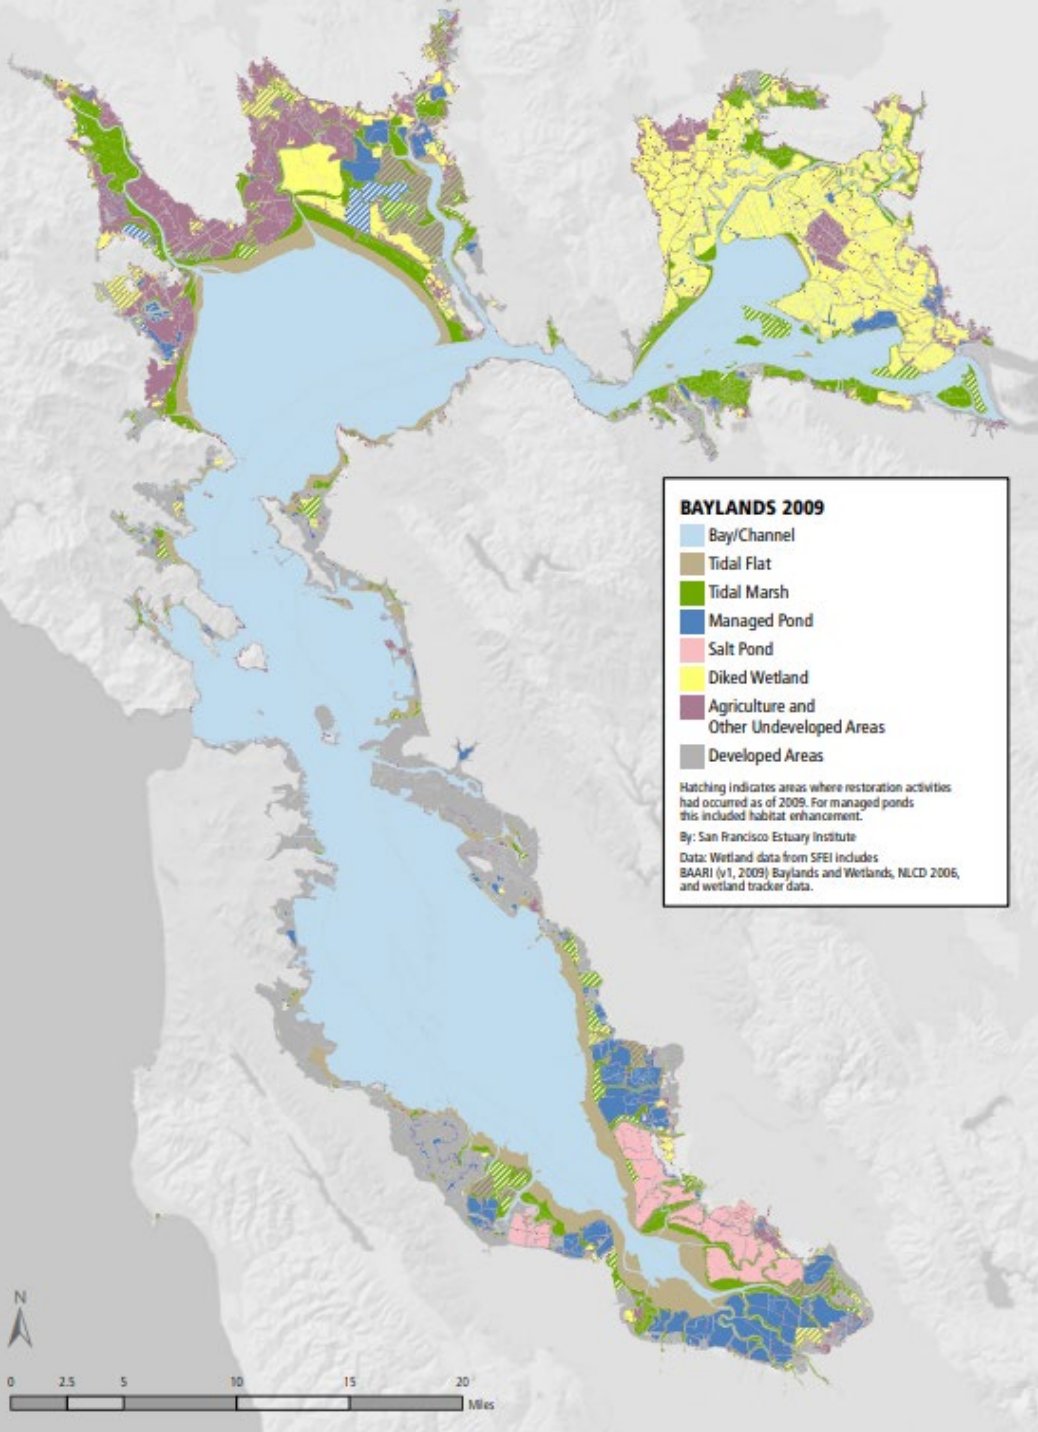 BAYLANDS 2009
Bay/Channel
Tidal Flat
Tidal Marsh
Managed Pond
Salt Pond
Diked Wetland
Agriculture and
Other Undeveloped Areas
Developed Areas
Hatching indicates areas where restoration activities
had occurred as of 2009. For managed ponds
this included habitat enhancement.
By: San Francisco Estuary Institute
Data: Wetland data from SFEI includes
BAARI (v1, 2009) Baylands and Wetlands, NLCD 2006,
and wetland tracker data.
N
0 2.5 5 10 15 20
Miles